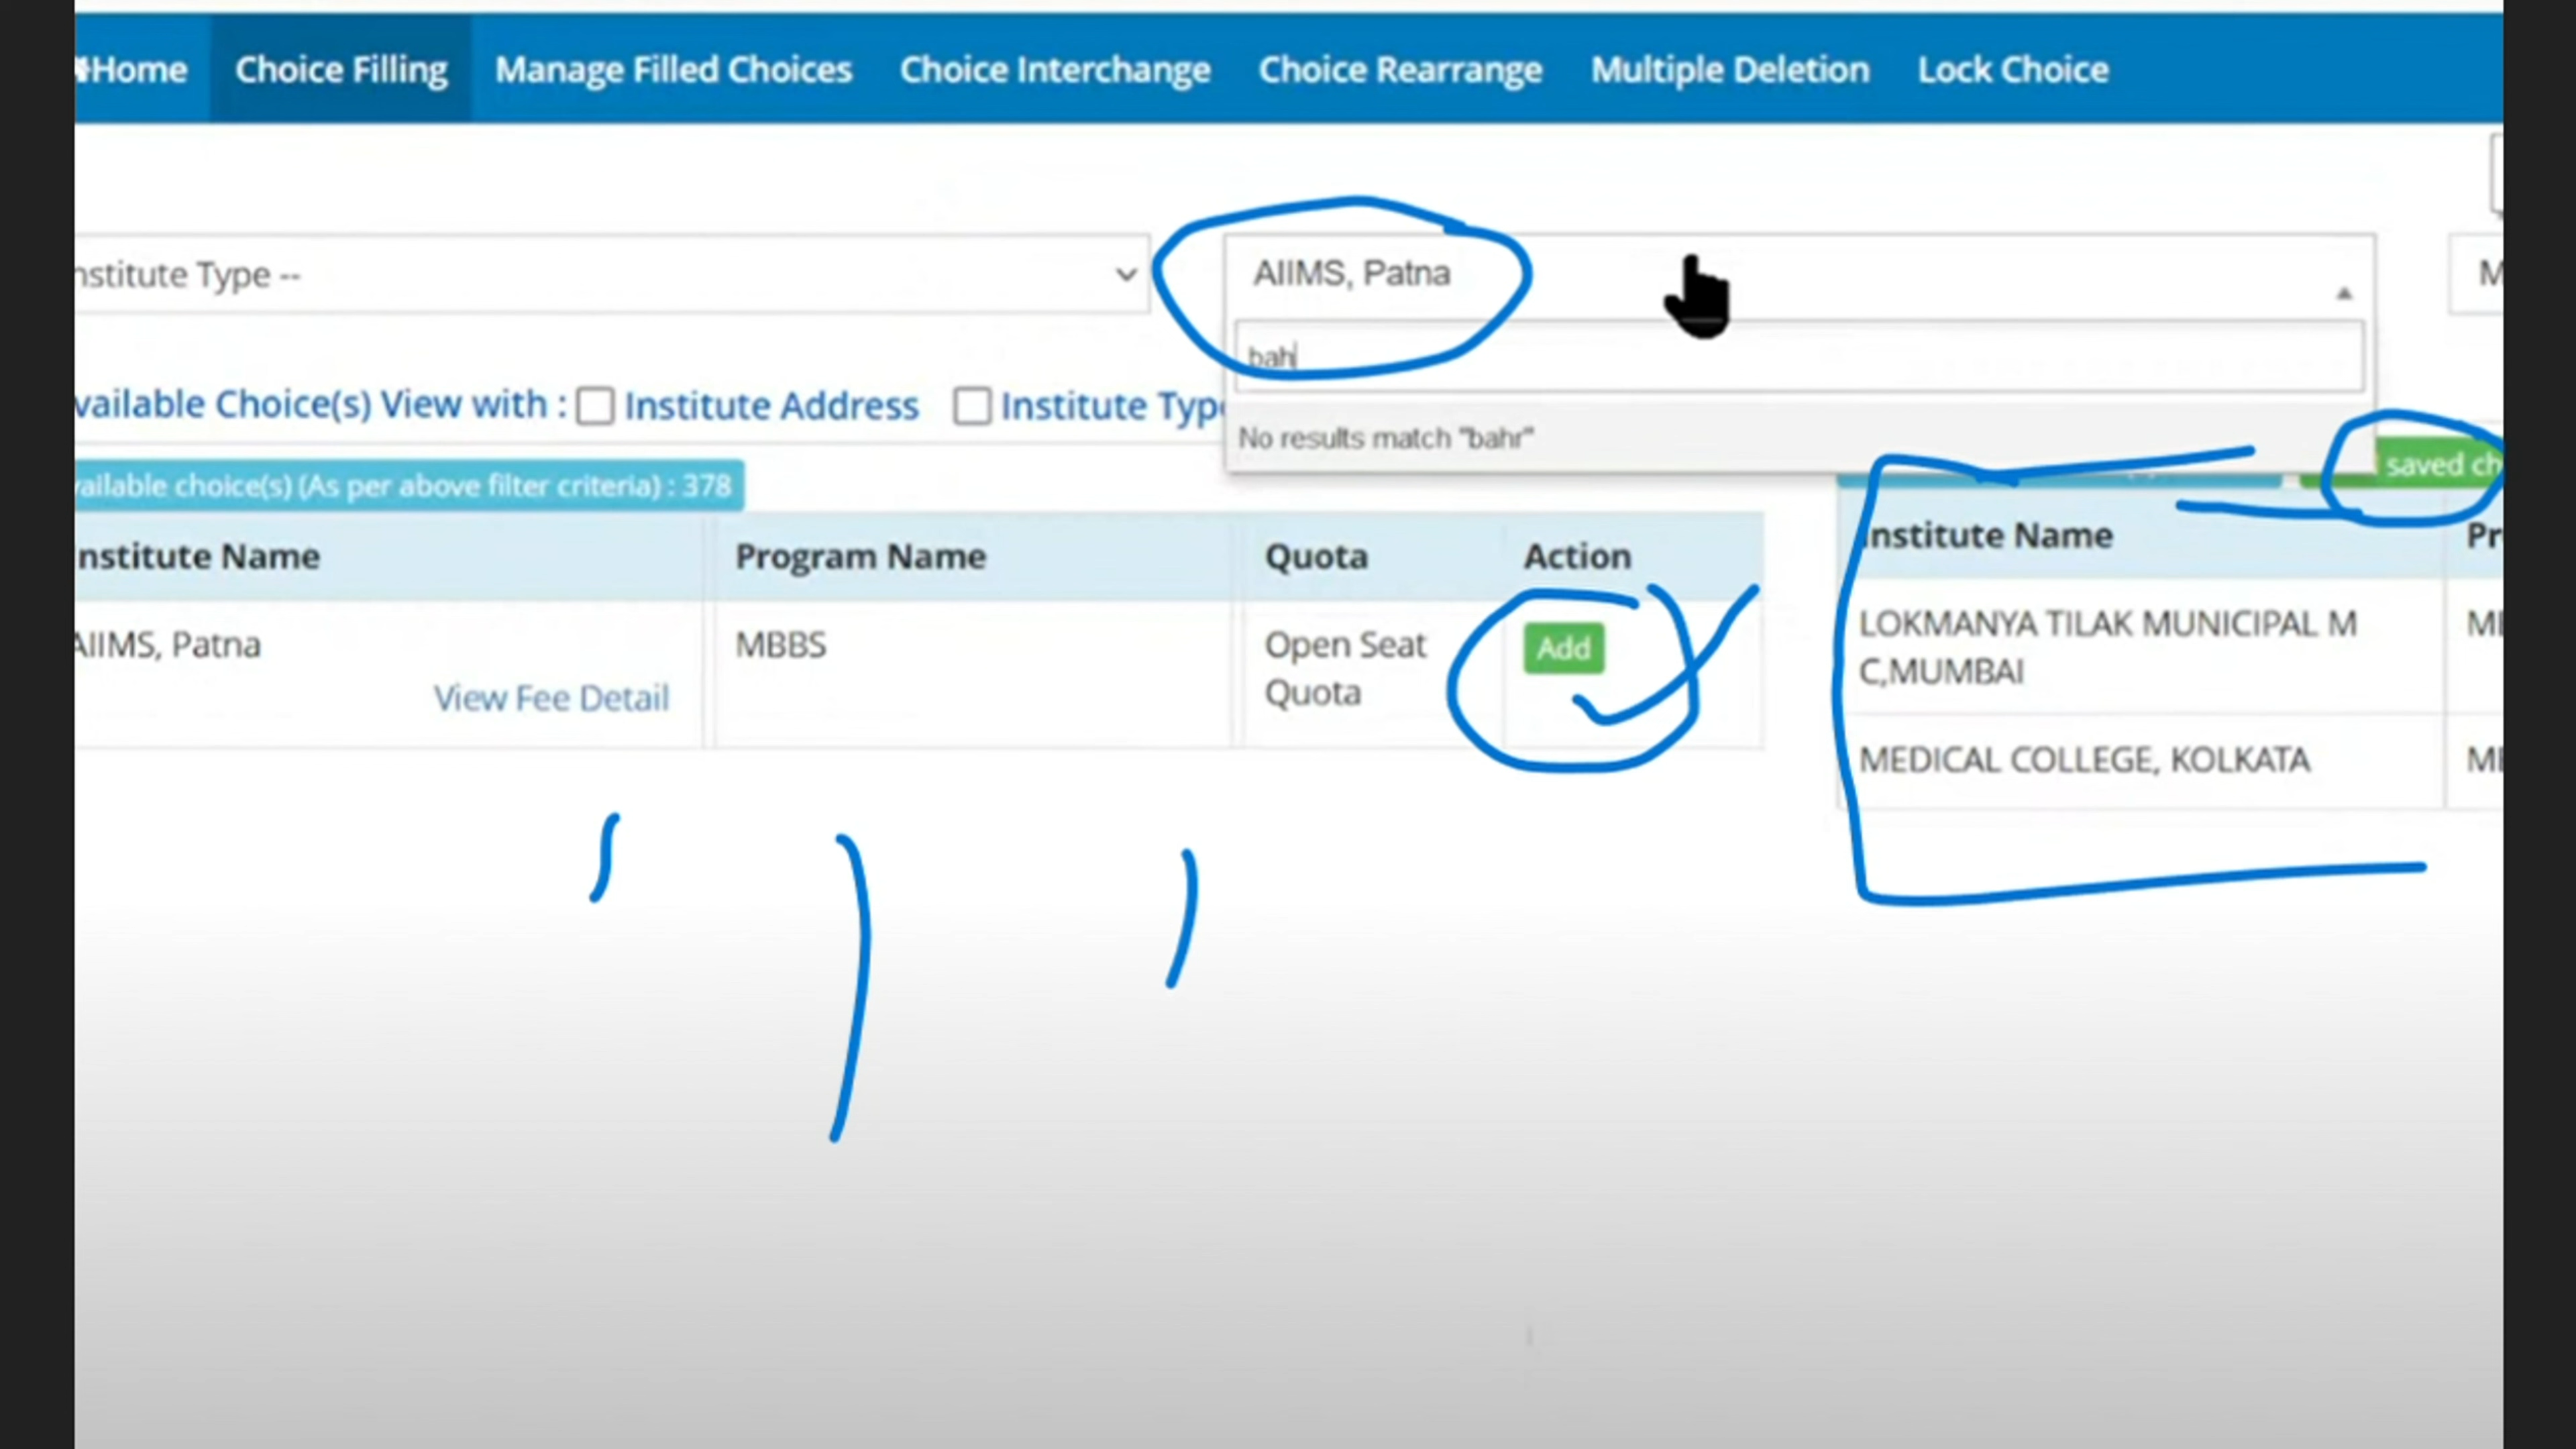 Home Choice Filling Manage Filled Choices Choice Interchange Choice Rearrange Multiple Deletion Lock Choice
nstitute Type --
AIIMS, Patna
M
bah
vailable Choice(s) View with : Institute Address Institute Typ
No results match "bahr"
vailable choice(s) (As per above filter criteria) : 378
saved ch
nstitute Name Program Name Quota Action
Institute Name Pr
AIIMS, Patna MBBS Open Seat Quota Add
View Fee Detail
LOKMANYA TILAK MUNICIPAL M
C,MUMBAI
MEDICAL COLLEGE, KOLKATA